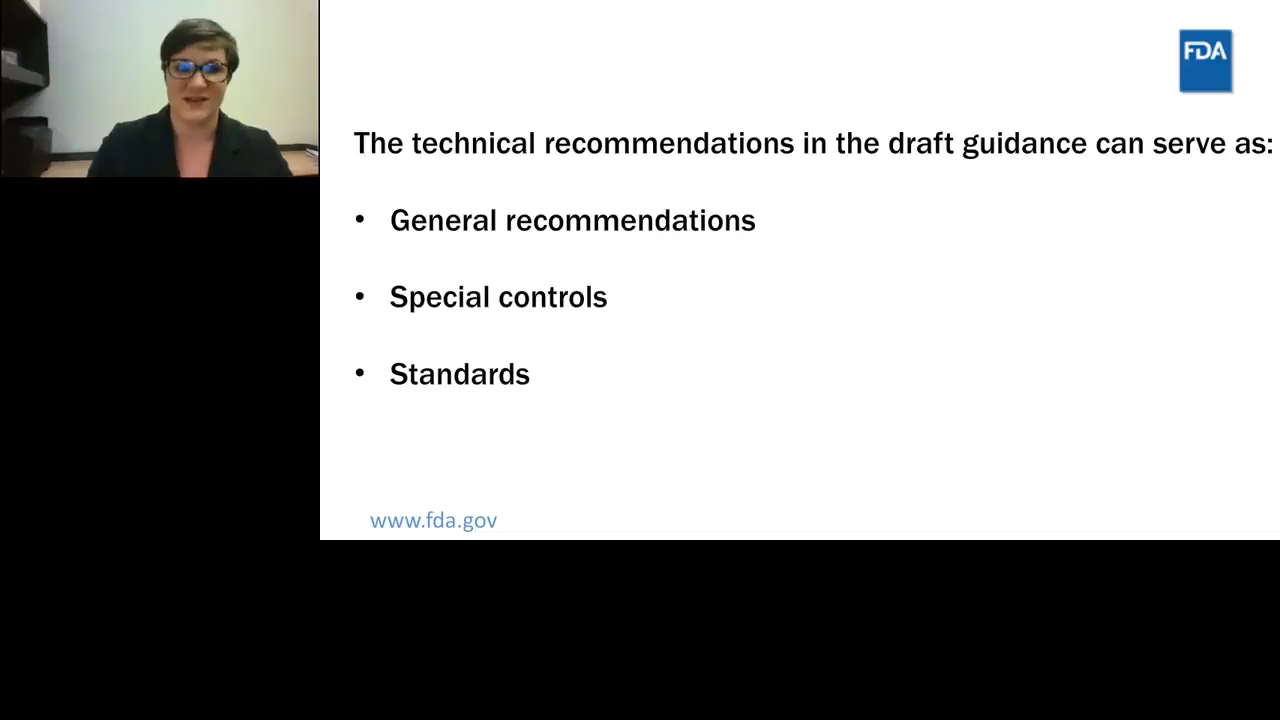 FDA
The technical recommendations in the draft guidance can serve as:
• General recommendations
• Special controls
• Standards
www.fda.gov